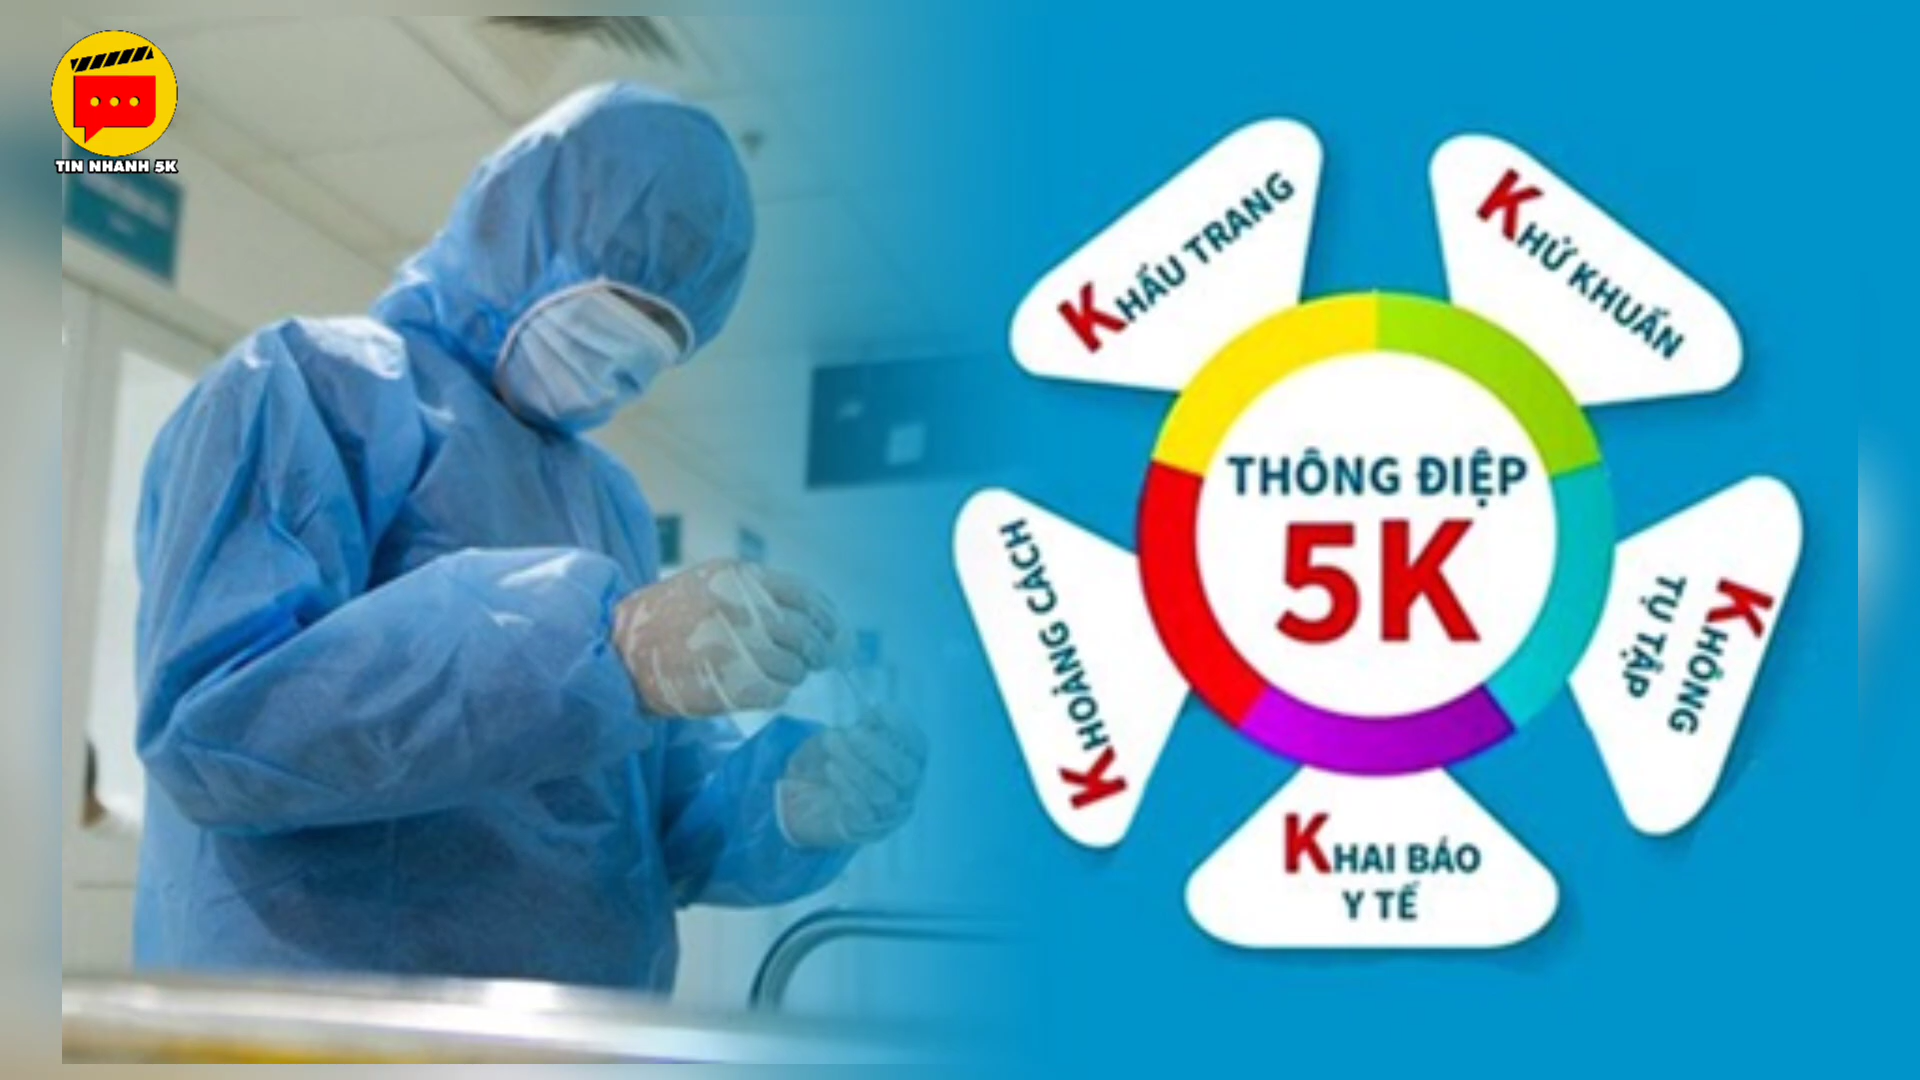 TIN NHANH 5K
KHẨU TRANG
KHỬ KHUẨN
THÔNG ĐIỆP
5K
KHOẢNG CÁCH
KHÔNG
TỤ TẬP
KHAI BÁO
Y TẾ